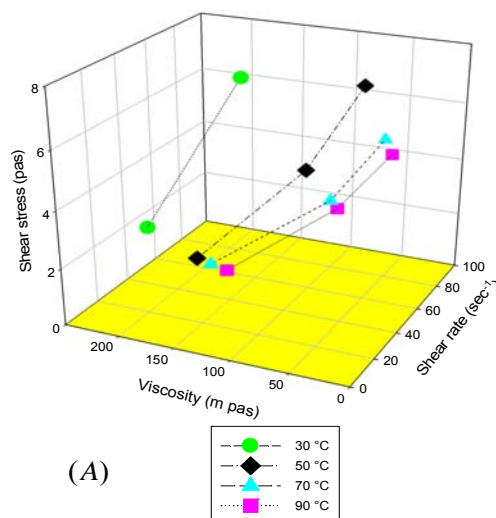 8
6
4
2
0
Shear stress (pas)
200
150
100
50
0
Viscosity (m pas)
0
20
40
60
80
100
Shear rate (sec⁻¹)
(A)
30 °C
50 °C
70 °C
90 °C